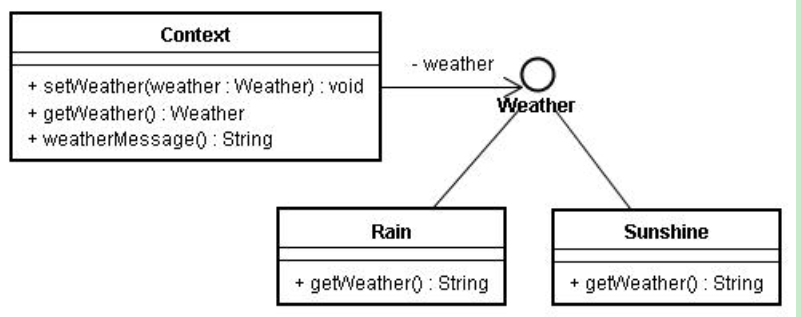 Context
+ setWeather(weather : Weather) : void
+ getWeather() : Weather
+ weatherMessage() : String
- weather
Weather
Rain
+ getWeather() : String
Sunshine
+ getWeather() : String